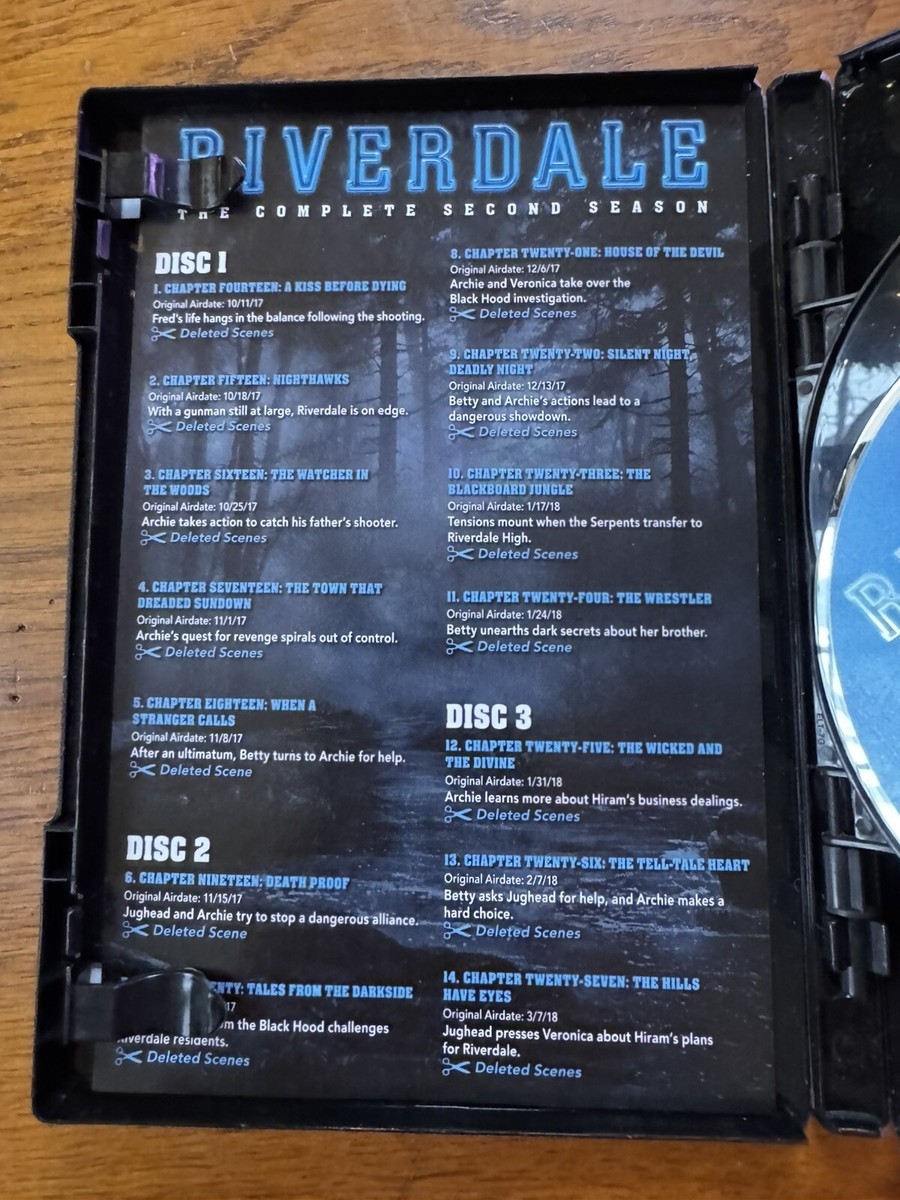 RIVERDALE
THE COMPLETE SECOND SEASON
DISC 1
1. CHAPTER FOURTEEN: A KISS BEFORE DYING
Original Airdate: 10/11/17
Fred's life hangs in the balance following the shooting.
Deleted Scenes
2. CHAPTER FIFTEEN: NIGHTHAWKS
Original Airdate: 10/18/17
With a gunman still at large, Riverdale is on edge.
Deleted Scenes
3. CHAPTER SIXTEEN: THE WATCHER IN
THE WOODS
Original Airdate: 10/25/17
Archie takes action to catch his father's shooter.
Deleted Scenes
4. CHAPTER SEVENTEEN: THE TOWN THAT
DREADED SUNDOWN
Original Airdate: 11/1/17
Archie's quest for revenge spirals out of control.
Deleted Scenes
5. CHAPTER EIGHTEEN: WHEN A
STRANGER CALLS
Original Airdate: 11/8/17
After an ultimatum, Betty turns to Archie for help.
Deleted Scene
DISC 2
6. CHAPTER NINETEEN: DEATH PROOF
Original Airdate: 11/15/17
Jughead and Archie try to stop a dangerous alliance.
Deleted Scene
TALES FROM THE DARKSIDE
the Black Hood challenges
Riverdale residents.
Deleted Scenes
8. CHAPTER TWENTY-ONE: HOUSE OF THE DEVIL
Original Airdate: 12/6/17
Archie and Veronica take over the
Black Hood investigation.
Deleted Scenes
9. CHAPTER TWENTY-TWO: SILENT NIGHT,
DEADLY NIGHT
Original Airdate: 12/13/17
Betty and Archie's actions lead to a
dangerous showdown.
Deleted Scenes
10. CHAPTER TWENTY-THREE: THE
BLACKBOARD JUNGLE
Original Airdate: 1/17/18
Tensions mount when the Serpents transfer to
Riverdale High.
Deleted Scenes
11. CHAPTER TWENTY-FOUR: THE WRESTLER
Original Airdate: 1/24/18
Betty unearths dark secrets about her brother.
Deleted Scene
DISC 3
12. CHAPTER TWENTY-FIVE: THE WICKED AND
THE DIVINE
Original Airdate: 1/31/18
Archie learns more about Hiram's business dealings.
Deleted Scenes
13. CHAPTER TWENTY-SIX: THE TELL-TALE HEART
Original Airdate: 2/7/18
Betty asks Jughead for help, and Archie makes a
hard choice.
Deleted Scenes
14. CHAPTER TWENTY-SEVEN: THE HILLS
HAVE EYES
Original Airdate: 3/7/18
Jughead presses Veronica about Hiram's plans
for Riverdale.
Deleted Scenes